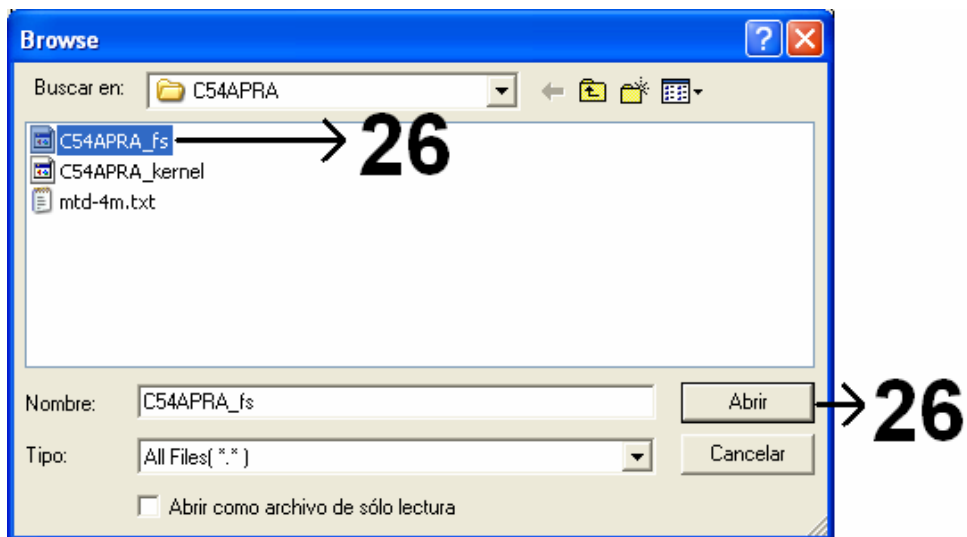 Browse
Buscar en: C54APRA
C54APRA_fs 26
C54APRA_kernel
mtd-4m.txt
Nombre: C54APRA_fs Abrir 26
Tipo: All Files( *.* ) Cancelar
Abrir como archivo de sólo lectura